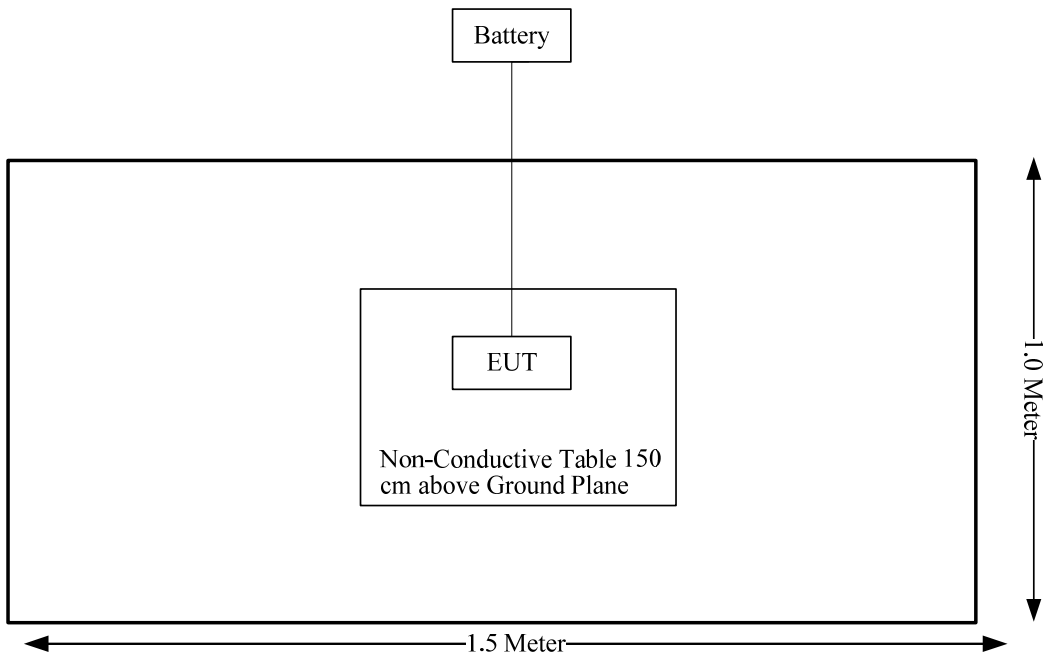 Battery
EUT
Non-Conductive Table 150
cm above Ground Plane
1.0 Meter
1.5 Meter